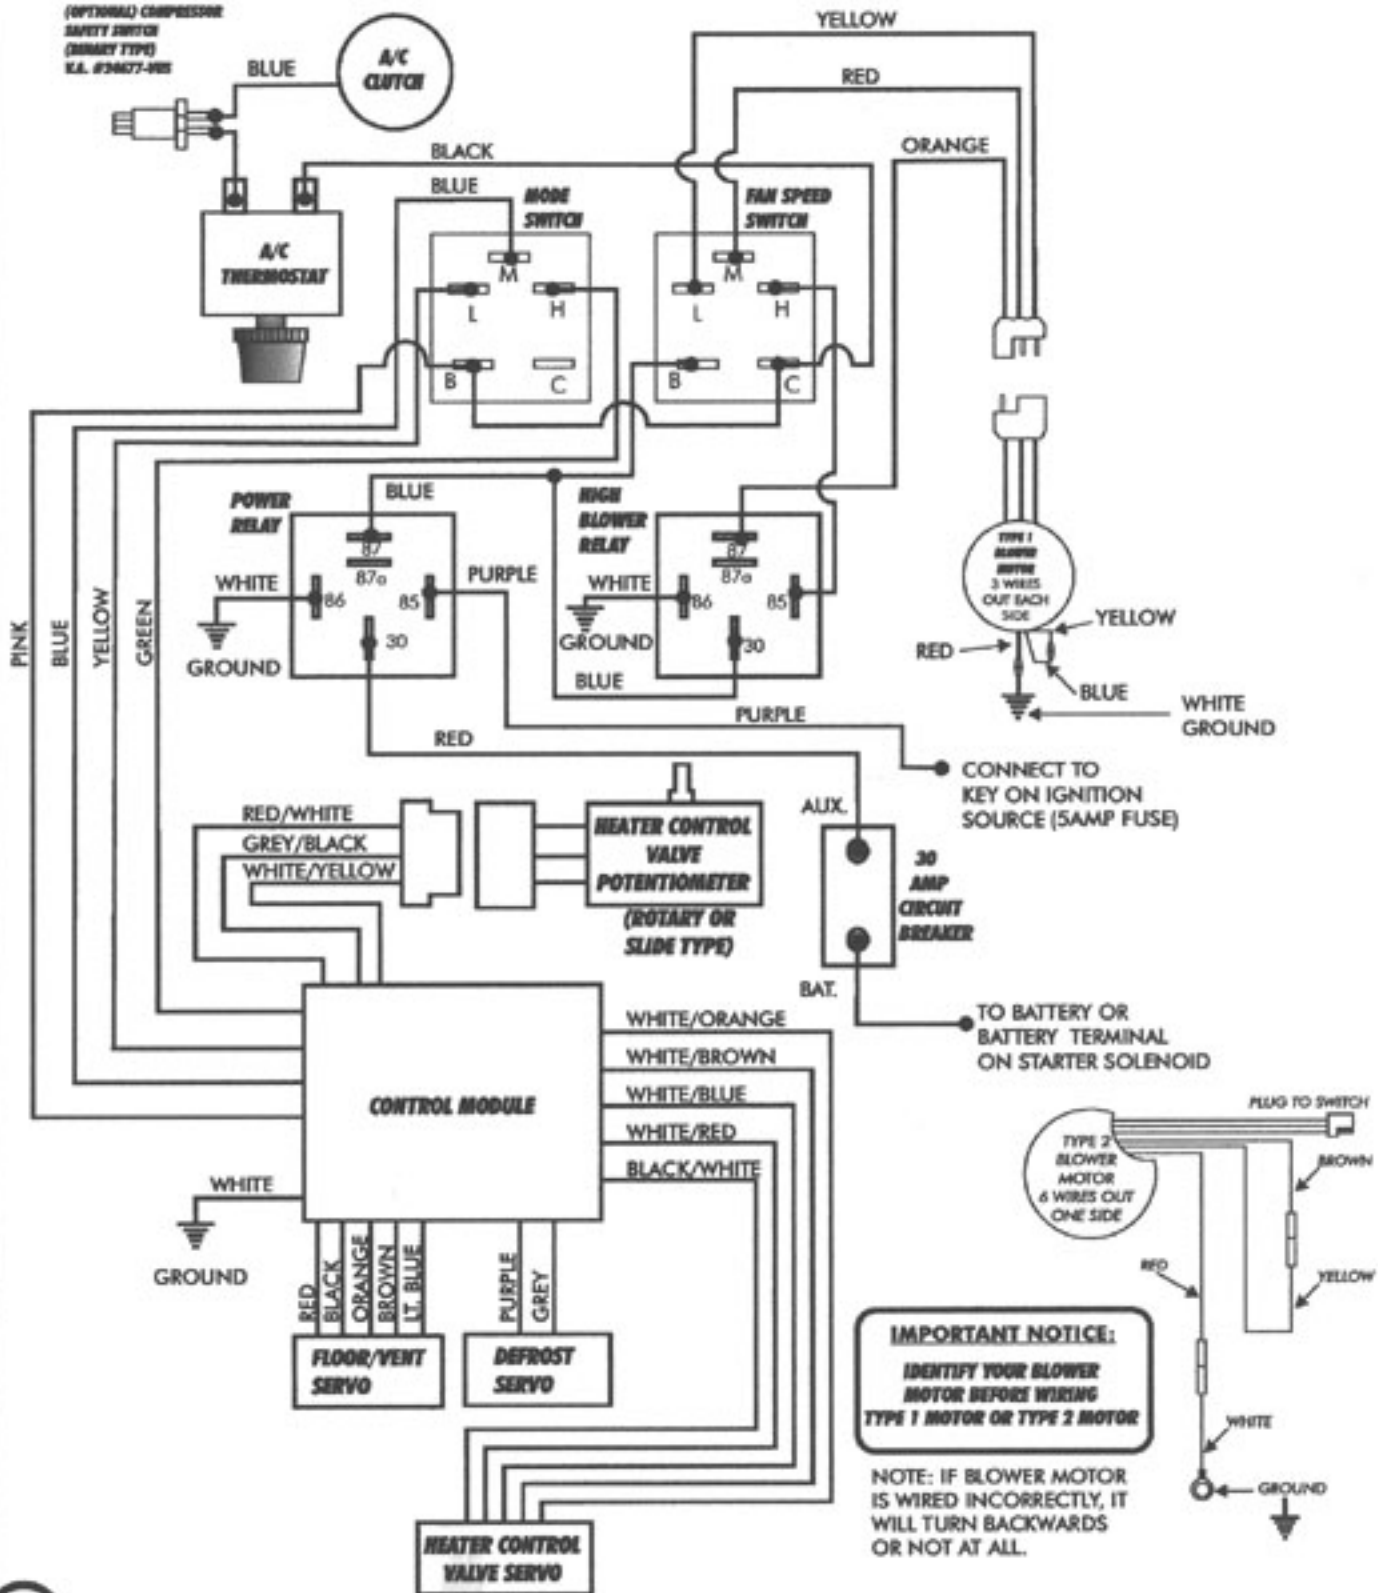 (OPTIONAL) COMPRESSOR
SAFETY SWITCH
(BINARY TYPE)
V.A. #24677-VUS
BLUE
A/C
CLUTCH
YELLOW
RED
ORANGE
BLACK
BLUE
MODE
SWITCH
FAN SPEED
SWITCH
A/C
THERMOSTAT
M
L
H
B
C
M
L
H
B
C
POWER
RELAY
BLUE
HIGH
BLOWER
RELAY
87
87a
86
85
30
WHITE
GROUND
PURPLE
87
87a
86
85
30
WHITE
GROUND
BLUE
TYPE 1
BLOWER
MOTOR
3 WIRES
OUT EACH
SIDE
YELLOW
RED
BLUE
WHITE
GROUND
PINK
BLUE
YELLOW
GREEN
PURPLE
RED
CONNECT TO
KEY ON IGNITION
SOURCE (5AMP FUSE)
RED/WHITE
GREY/BLACK
WHITE/YELLOW
HEATER CONTROL
VALVE
POTENTIOMETER
(ROTARY OR
SLIDE TYPE)
AUX.
30
AMP
CIRCUIT
BREAKER
BAT.
TO BATTERY OR
BATTERY TERMINAL
ON STARTER SOLENOID
CONTROL MODULE
WHITE/ORANGE
WHITE/BROWN
WHITE/BLUE
WHITE/RED
BLACK/WHITE
WHITE
GROUND
RED
BLACK
ORANGE
BROWN
LT. BLUE
PURPLE
GREY
FLOOR/VENT
SERVO
DEFROST
SERVO
HEATER CONTROL
VALVE SERVO
PLUG TO SWITCH
TYPE 2
BLOWER
MOTOR
6 WIRES OUT
ONE SIDE
BROWN
RED
YELLOW
WHITE
GROUND
IMPORTANT NOTICE:
IDENTIFY YOUR BLOWER
MOTOR BEFORE WIRING
TYPE 1 MOTOR OR TYPE 2 MOTOR
NOTE: IF BLOWER MOTOR
IS WIRED INCORRECTLY, IT
WILL TURN BACKWARDS
OR NOT AT ALL.